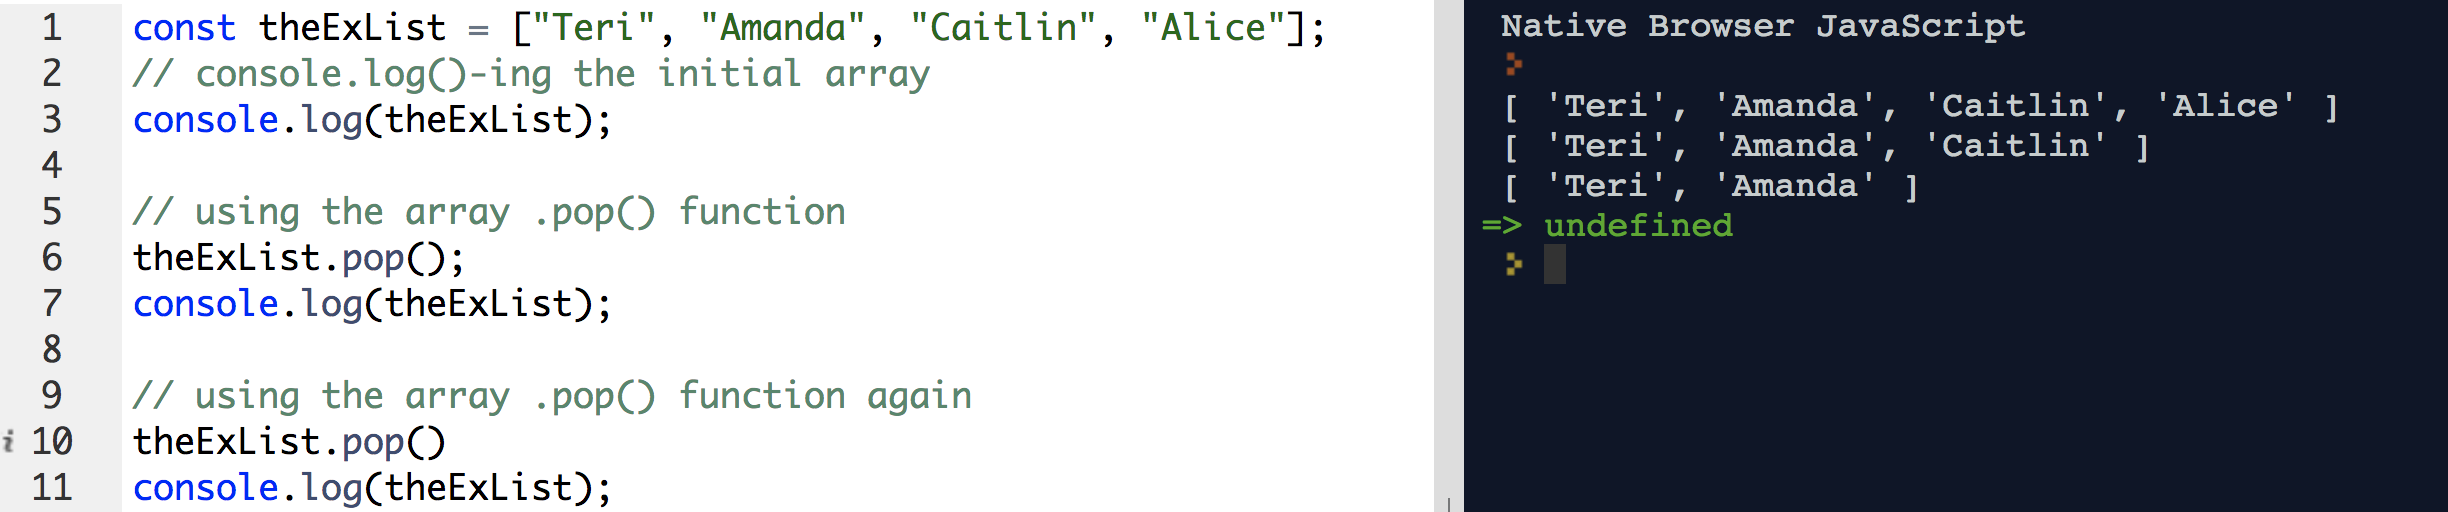 1 const theExList = ["Teri", "Amanda", "Caitlin", "Alice"];
2 // console.log()-ing the initial array
3 console.log(theExList);
4
5 // using the array .pop() function
6 theExList.pop();
7 console.log(theExList);
8
9 // using the array .pop() function again
i 10 theExList.pop()
11 console.log(theExList);
Native Browser JavaScript
[ 'Teri', 'Amanda', 'Caitlin', 'Alice' ]
[ 'Teri', 'Amanda', 'Caitlin' ]
[ 'Teri', 'Amanda' ]
=> undefined